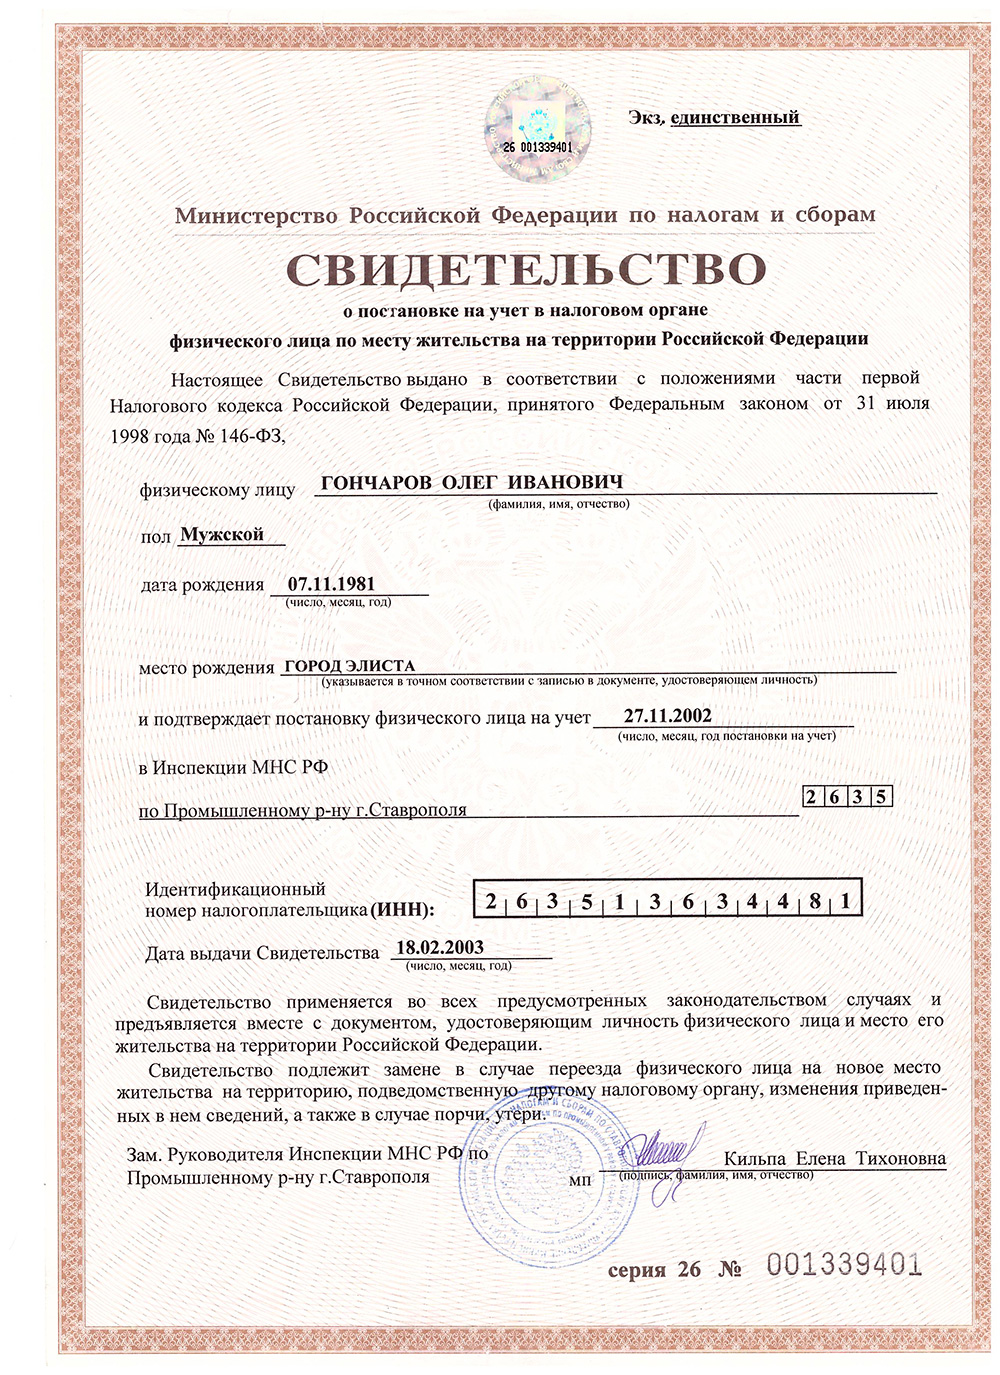 Экз. единственный
26 001339401
Министерство Российской Федерации по налогам и сборам
СВИДЕТЕЛЬСТВО
о постановке на учет в налоговом органе
физического лица по месту жительства на территории Российской Федерации
Настоящее Свидетельство выдано в соответствии с положениями части первой
Налогового кодекса Российской Федерации, принятого Федеральным законом от 31 июля
1998 года № 146-ФЗ,
физическому лицу ГОНЧАРОВ ОЛЕГ ИВАНОВИЧ
(фамилия, имя, отчество)
пол Мужской
дата рождения 07.11.1981
(число, месяц, год)
место рождения ГОРОД ЭЛИСТА
(указывается в точном соответствии с записью в документе, удостоверяющем личность)
и подтверждает постановку физического лица на учет 27.11.2002
(число, месяц, год постановки на учет)
в Инспекции МНС РФ
по Промышленному р-ну г.Ставрополя 2635
Идентификационный
номер налогоплательщика (ИНН): 263513634481
Дата выдачи Свидетельства 18.02.2003
(число, месяц, год)
Свидетельство применяется во всех предусмотренных законодательством случаях и
предъявляется вместе с документом, удостоверяющим личность физического лица и место его
жительства на территории Российской Федерации.
Свидетельство подлежит замене в случае переезда физического лица на новое место
жительства на территорию, подведомственную другому налоговому органу, изменения приведен-
ных в нем сведений, а также в случае порчи, утери.
Зам. Руководителя Инспекции МНС РФ по
Промышленному р-ну г.Ставрополя
МП
Кильпа Елена Тихоновна
(подпись, фамилия, имя, отчество)
серия 26 № 001339401